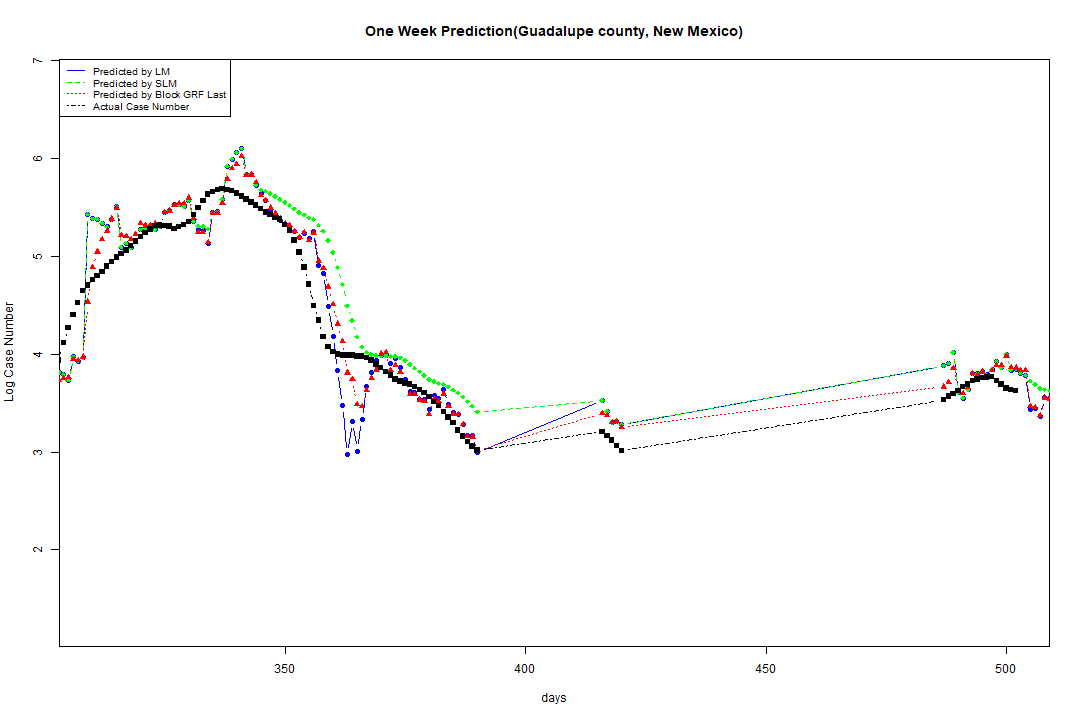 One Week Prediction(Guadalupe county, New Mexico)
Predicted by LM
Predicted by SLM
Predicted by Block GRF Last
Actual Case Number
7
6
5
4
3
2
Log Case Number
350 400 450 500
days